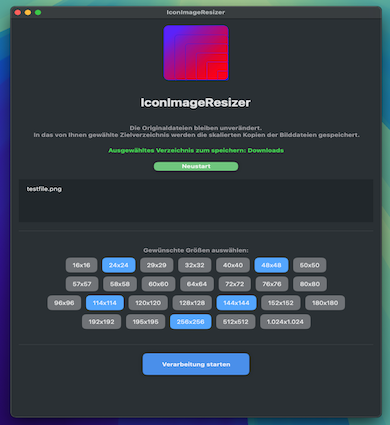 IconImageResizer
IconImageResizer
Die Originaldateien bleiben unverändert.
In das von Ihnen gewählte Zielverzeichnis werden die skalierten Kopien der Bilddateien gespeichert.
Ausgewähltes Verzeichnis zum speichern: Downloads
Neustart
testfile.png
Gewünschte Größen auswählen:
16x16 24x24 29x29 32x32 40x40 48x48 50x50
57x57 58x58 60x60 64x64 72x72 76x76 80x80
96x96 114x114 120x120 128x128 144x144 152x152 180x180
192x192 195x195 256x256 512x512 1.024x1.024
Verarbeitung starten